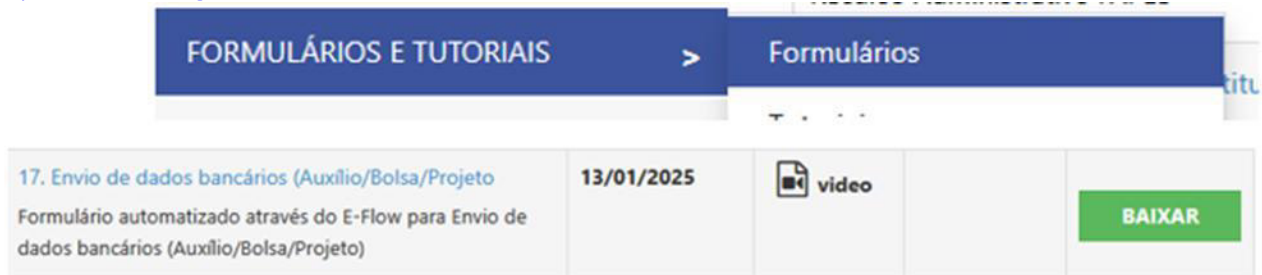 FORMULÁRIOS E TUTORIAIS >
Formulários
titu
17. Envio de dados bancários (Auxílio/Bolsa/Projeto
13/01/2025
video
BAIXAR
Formulário automatizado através do E-Flow para Envio de
dados bancários (Auxílio/Bolsa/Projeto)